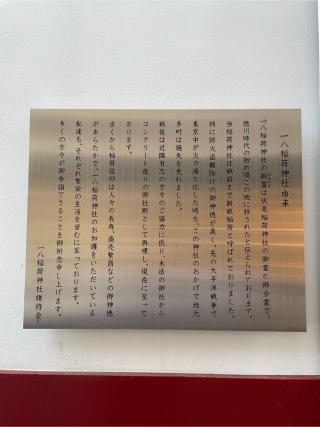 一八稲荷神社由来
一八稲荷神社の御霊は伏見稲荷神社の御霊の御分霊で、
徳川時代の初め頃この地に移されたと伝えられております。
当稲荷神社は戦前まで新銀稲荷と呼ばれておりました。
特に防火盗難除けの御神徳が高く、先の太平洋戦争で
東京中が火の海と化した時も、この神社のおかげで地元
多町は焼失を免れました。
戦後は近隣有志の方々のご協力に依り、木造の御社から
コンクリート造りの御社殿として再建し、現在に至って
おります。
古くから稲荷信仰は人々の長寿、商売繁昌などの御神徳
があらたかで、一八稲荷神社のお加護をいただいている
私達も、それぞれ繁栄の生活を営むに至っております。
多くの方々が御参詣下さることを御祈念申し上げます。
一八稲荷神社維持会